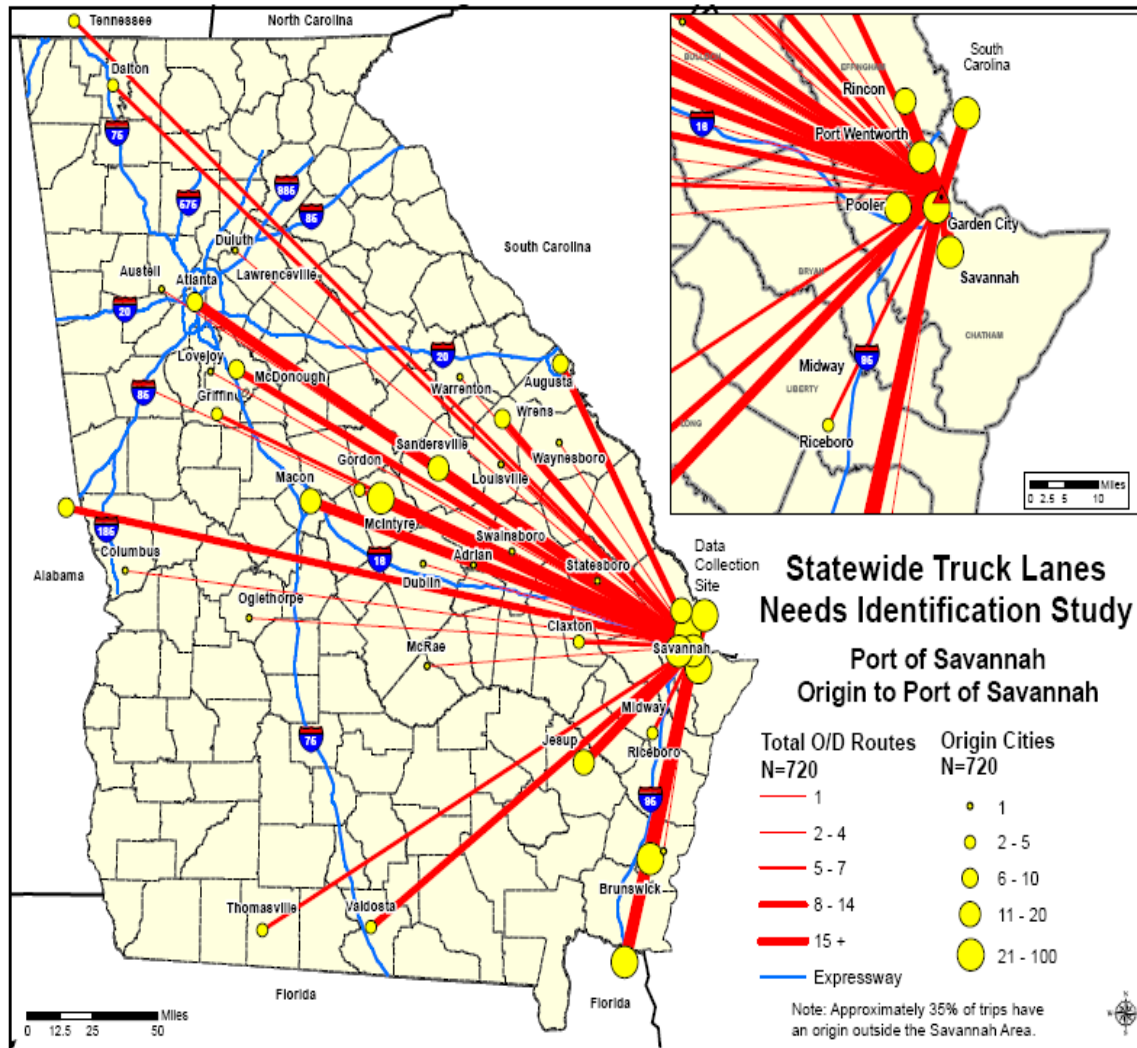 Tennessee
North Carolina
Dalton
75
575
985
85
Duluth
South Carolina
Austell
Atlanta
Lawrenceville
20
Lovejoy
McDonough
20
Augusta
Griffin
Warrenton
85
Wrens
Sandersville
Waynesboro
Gordon
Louisville
Macon
McIntyre
185
Swainsboro
Columbus
16
Adrian
Statesboro
Alabama
Dublin
Oglethorpe
Claxton
Savannah
McRae
Midway
Jesup
Riceboro
75
95
Brunswick
Thomasville
Valdosta
Florida
Florida
Miles
0 12.5 25 50
BULLOCH
EFFINGHAM
South
Carolina
Rincon
16
Port Wentworth
Pooler
Garden City
BRYAN
Savannah
CHATHAM
95
Midway
LIBERTY
LONG
Riceboro
Miles
0 2.5 5 10
Data
Collection
Site
Statewide Truck Lanes
Needs Identification Study
Port of Savannah
Origin to Port of Savannah
Total O/D Routes
N=720
1
2 - 4
5 - 7
8 - 14
15 +
Expressway
Origin Cities
N=720
1
2 - 5
6 - 10
11 - 20
21 - 100
Note: Approximately 35% of trips have
an origin outside the Savannah Area.